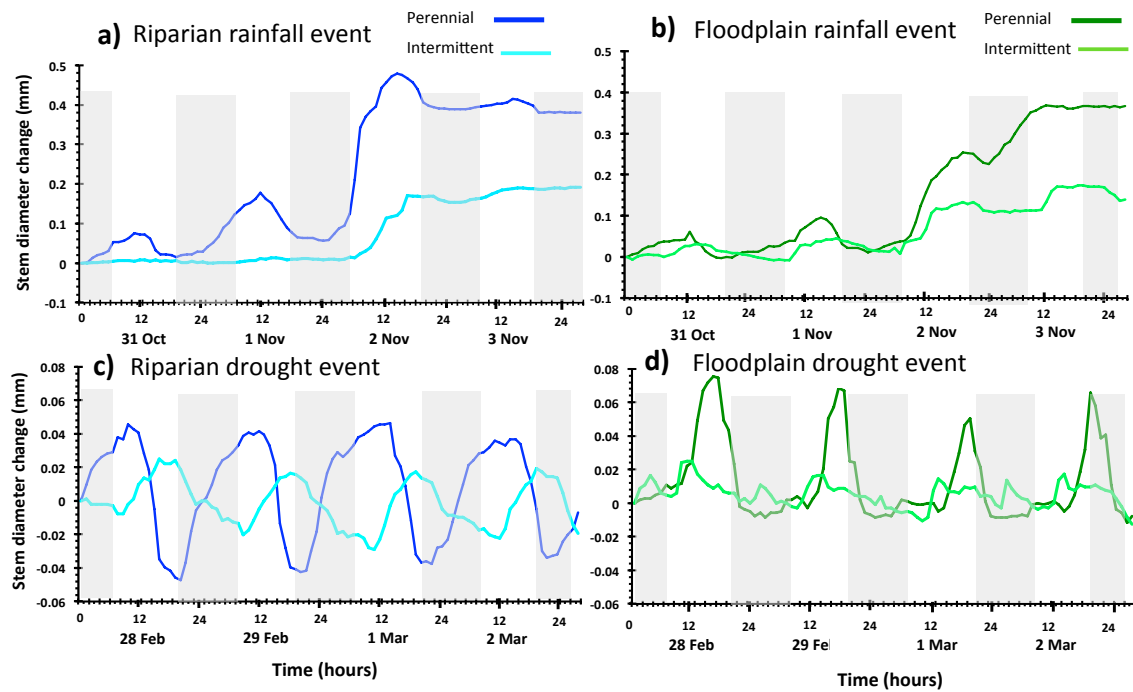 a) Riparian rainfall event
Perennial
Intermittent
Stem diameter change (mm)
0.5
0.4
0.3
0.2
0.1
0
-0.1
0 12 24 12 24 12 24 12 24
31 Oct 1 Nov 2 Nov 3 Nov
b) Floodplain rainfall event
Perennial
Intermittent
0.5
0.4
0.3
0.2
0.1
0
-0.1
0 12 24 12 24 12 24 12 24
31 Oct 1 Nov 2 Nov 3 Nov
c) Riparian drought event
Stem diameter change (mm)
0.08
0.06
0.04
0.02
0
-0.02
-0.04
-0.06
0 12 24 12 24 12 24 12 24
28 Feb 29 Feb 1 Mar 2 Mar
Time (hours)
d) Floodplain drought event
0.08
0.06
0.04
0.02
0
-0.02
-0.04
-0.06
0 12 24 12 24 12 24 12 24
28 Feb 29 Fel 1 Mar 2 Mar
Time (hours)